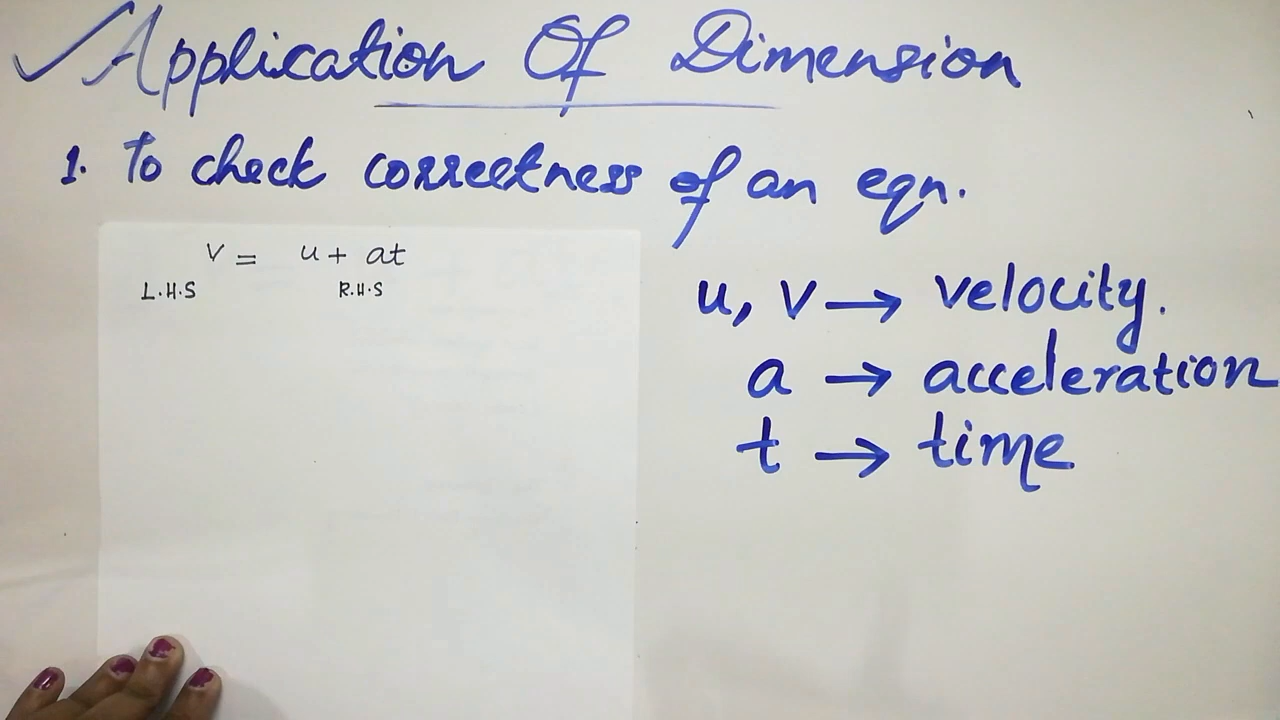 Application Of Dimension
1. To check correctness of an eqn.
v = u + at
L.H.S R.H.S
u, v → velocity.
a → acceleration
t → time